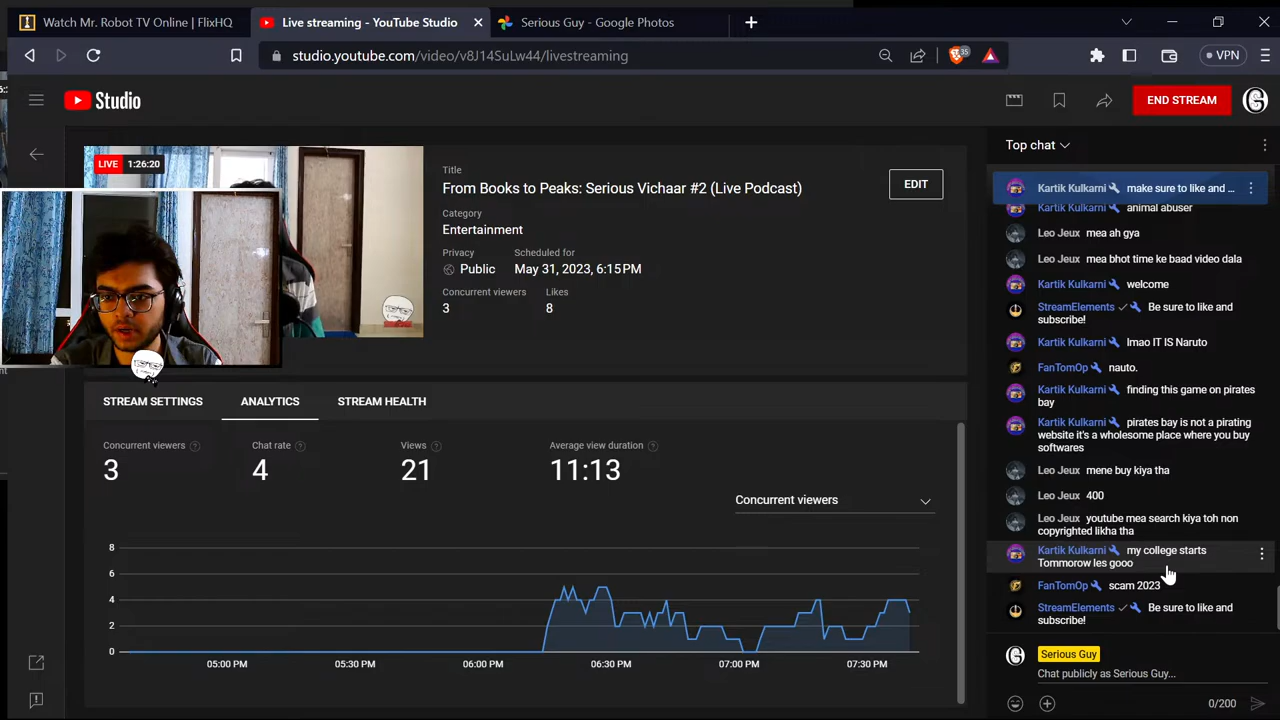 Watch Mr. Robot TV Online | FlixHQ
Live streaming - YouTube Studio
Serious Guy - Google Photos
studio.youtube.com/video/v8J14SuLw44/livestreaming
35
VPN
Studio
END STREAM
LIVE 1:26:20
Title
From Books to Peaks: Serious Vichaar #2 (Live Podcast)
EDIT
Category
Entertainment
Privacy
Public
Scheduled for
May 31, 2023, 6:15 PM
Concurrent viewers
3
Likes
8
STREAM SETTINGS
ANALYTICS
STREAM HEALTH
Concurrent viewers
3
Chat rate
4
Views
21
Average view duration
11:13
Concurrent viewers
8
6
4
2
0
05:00 PM
05:30 PM
06:00 PM
06:30 PM
07:00 PM
07:30 PM
Top chat
Kartik Kulkarni make sure to like and ...
Kartik Kulkarni animal abuser
Leo Jeux mea ah gya
Leo Jeux mea bhot time ke baad video dala
Kartik Kulkarni welcome
StreamElements Be sure to like and
subscribe!
Kartik Kulkarni lmao IT IS Naruto
FanTomOp nauto.
Kartik Kulkarni finding this game on pirates
bay
Kartik Kulkarni pirates bay is not a pirating
website it's a wholesome place where you buy
softwares
Leo Jeux mene buy kiya tha
Leo Jeux 400
Leo Jeux youtube mea search kiya toh non
copyrighted likha tha
Kartik Kulkarni my college starts
Tommorow les gooo
FanTomOp scam 2023
StreamElements Be sure to like and
subscribe!
Serious Guy
Chat publicly as Serious Guy...
0/200